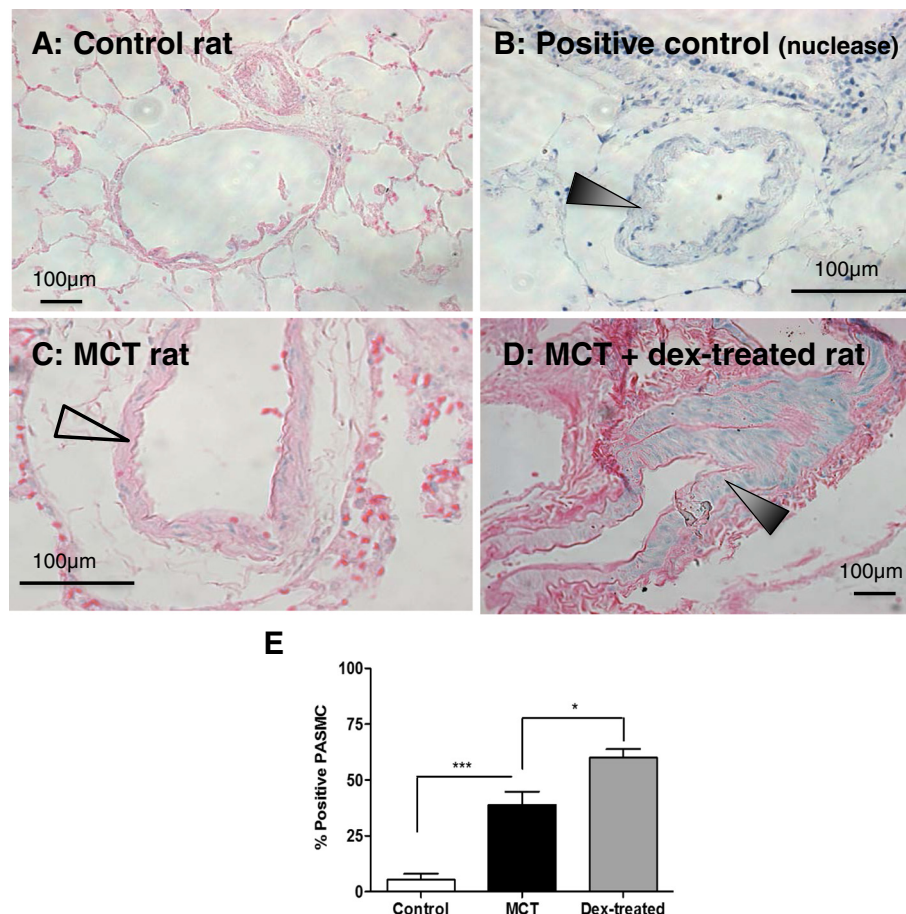 A: Control rat
100µm
B: Positive control (nuclease)
100µm
C: MCT rat
100µm
D: MCT + dex-treated rat
100µm
E
% Positive PASMC
100
75
50
25
0
***
*
Control
MCT
Dex-treated